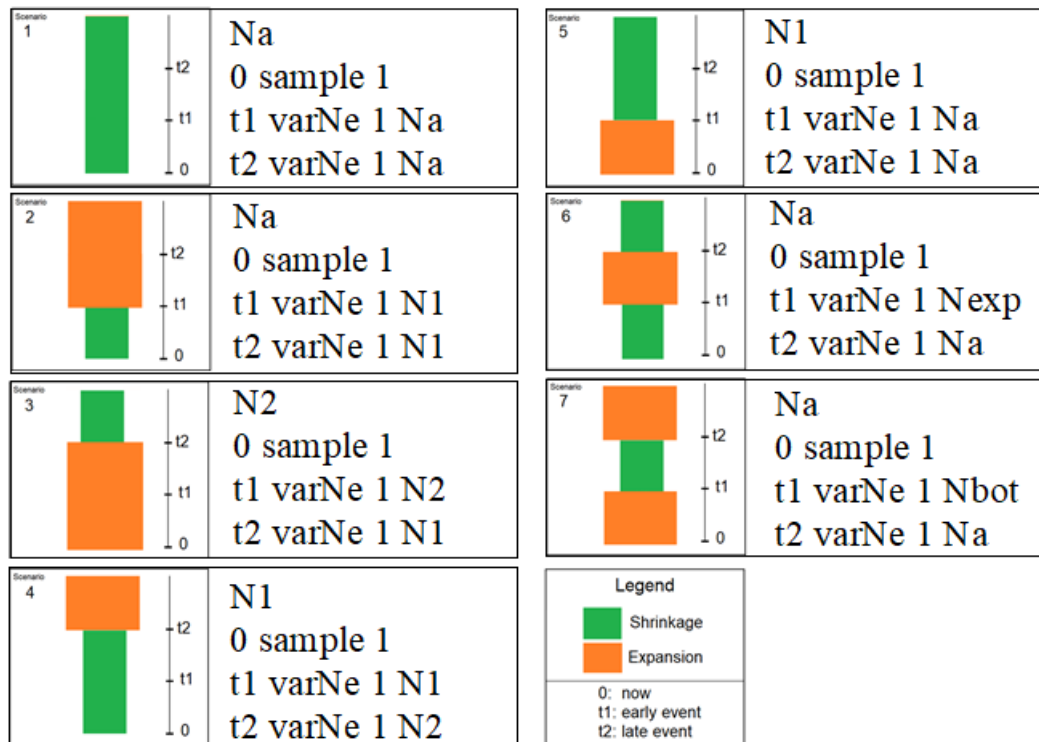 Scenario
1
t2
t1
0
Na
0 sample 1
t1 varNe 1 Na
t2 varNe 1 Na
Scenario
2
t2
t1
0
Na
0 sample 1
t1 varNe 1 N1
t2 varNe 1 N1
Scenario
3
t2
t1
0
N2
0 sample 1
t1 varNe 1 N2
t2 varNe 1 N1
Scenario
4
t2
t1
0
N1
0 sample 1
t1 varNe 1 N1
t2 varNe 1 N2
Scenario
5
t2
t1
0
N1
0 sample 1
t1 varNe 1 Na
t2 varNe 1 Na
Scenario
6
t2
t1
0
Na
0 sample 1
t1 varNe 1 Nexp
t2 varNe 1 Na
Scenario
7
t2
t1
0
Na
0 sample 1
t1 varNe 1 Nbot
t2 varNe 1 Na
Legend
Shrinkage
Expansion
0: now
t1: early event
t2: late event